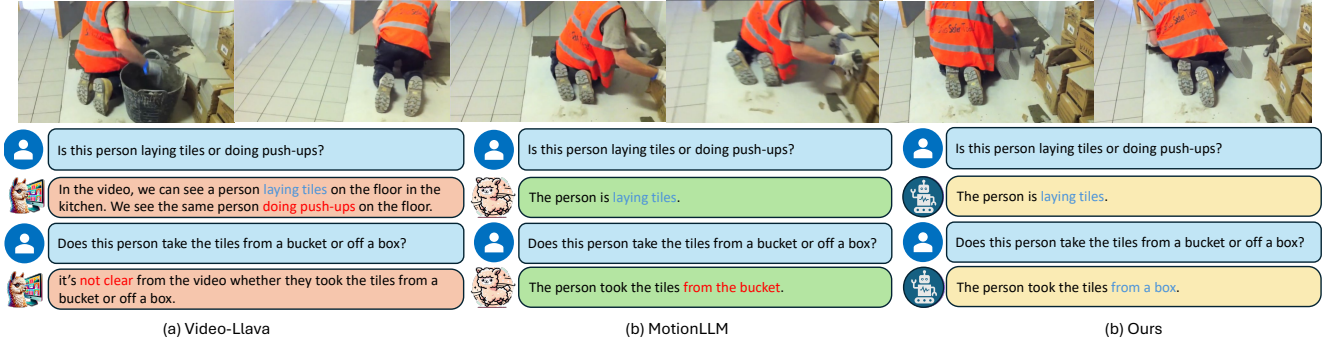 Is this person laying tiles or doing push-ups?
In the video, we can see a person laying tiles on the floor in the
kitchen. We see the same person doing push-ups on the floor.
Does this person take the tiles from a bucket or off a box?
it's not clear from the video whether they took the tiles from a
bucket or off a box.
(a) Video-Llava
Is this person laying tiles or doing push-ups?
The person is laying tiles.
Does this person take the tiles from a bucket or off a box?
The person took the tiles from the bucket.
(b) MotionLLM
Is this person laying tiles or doing push-ups?
The person is laying tiles.
Does this person take the tiles from a bucket or off a box?
The person took the tiles from a box.
(b) Ours